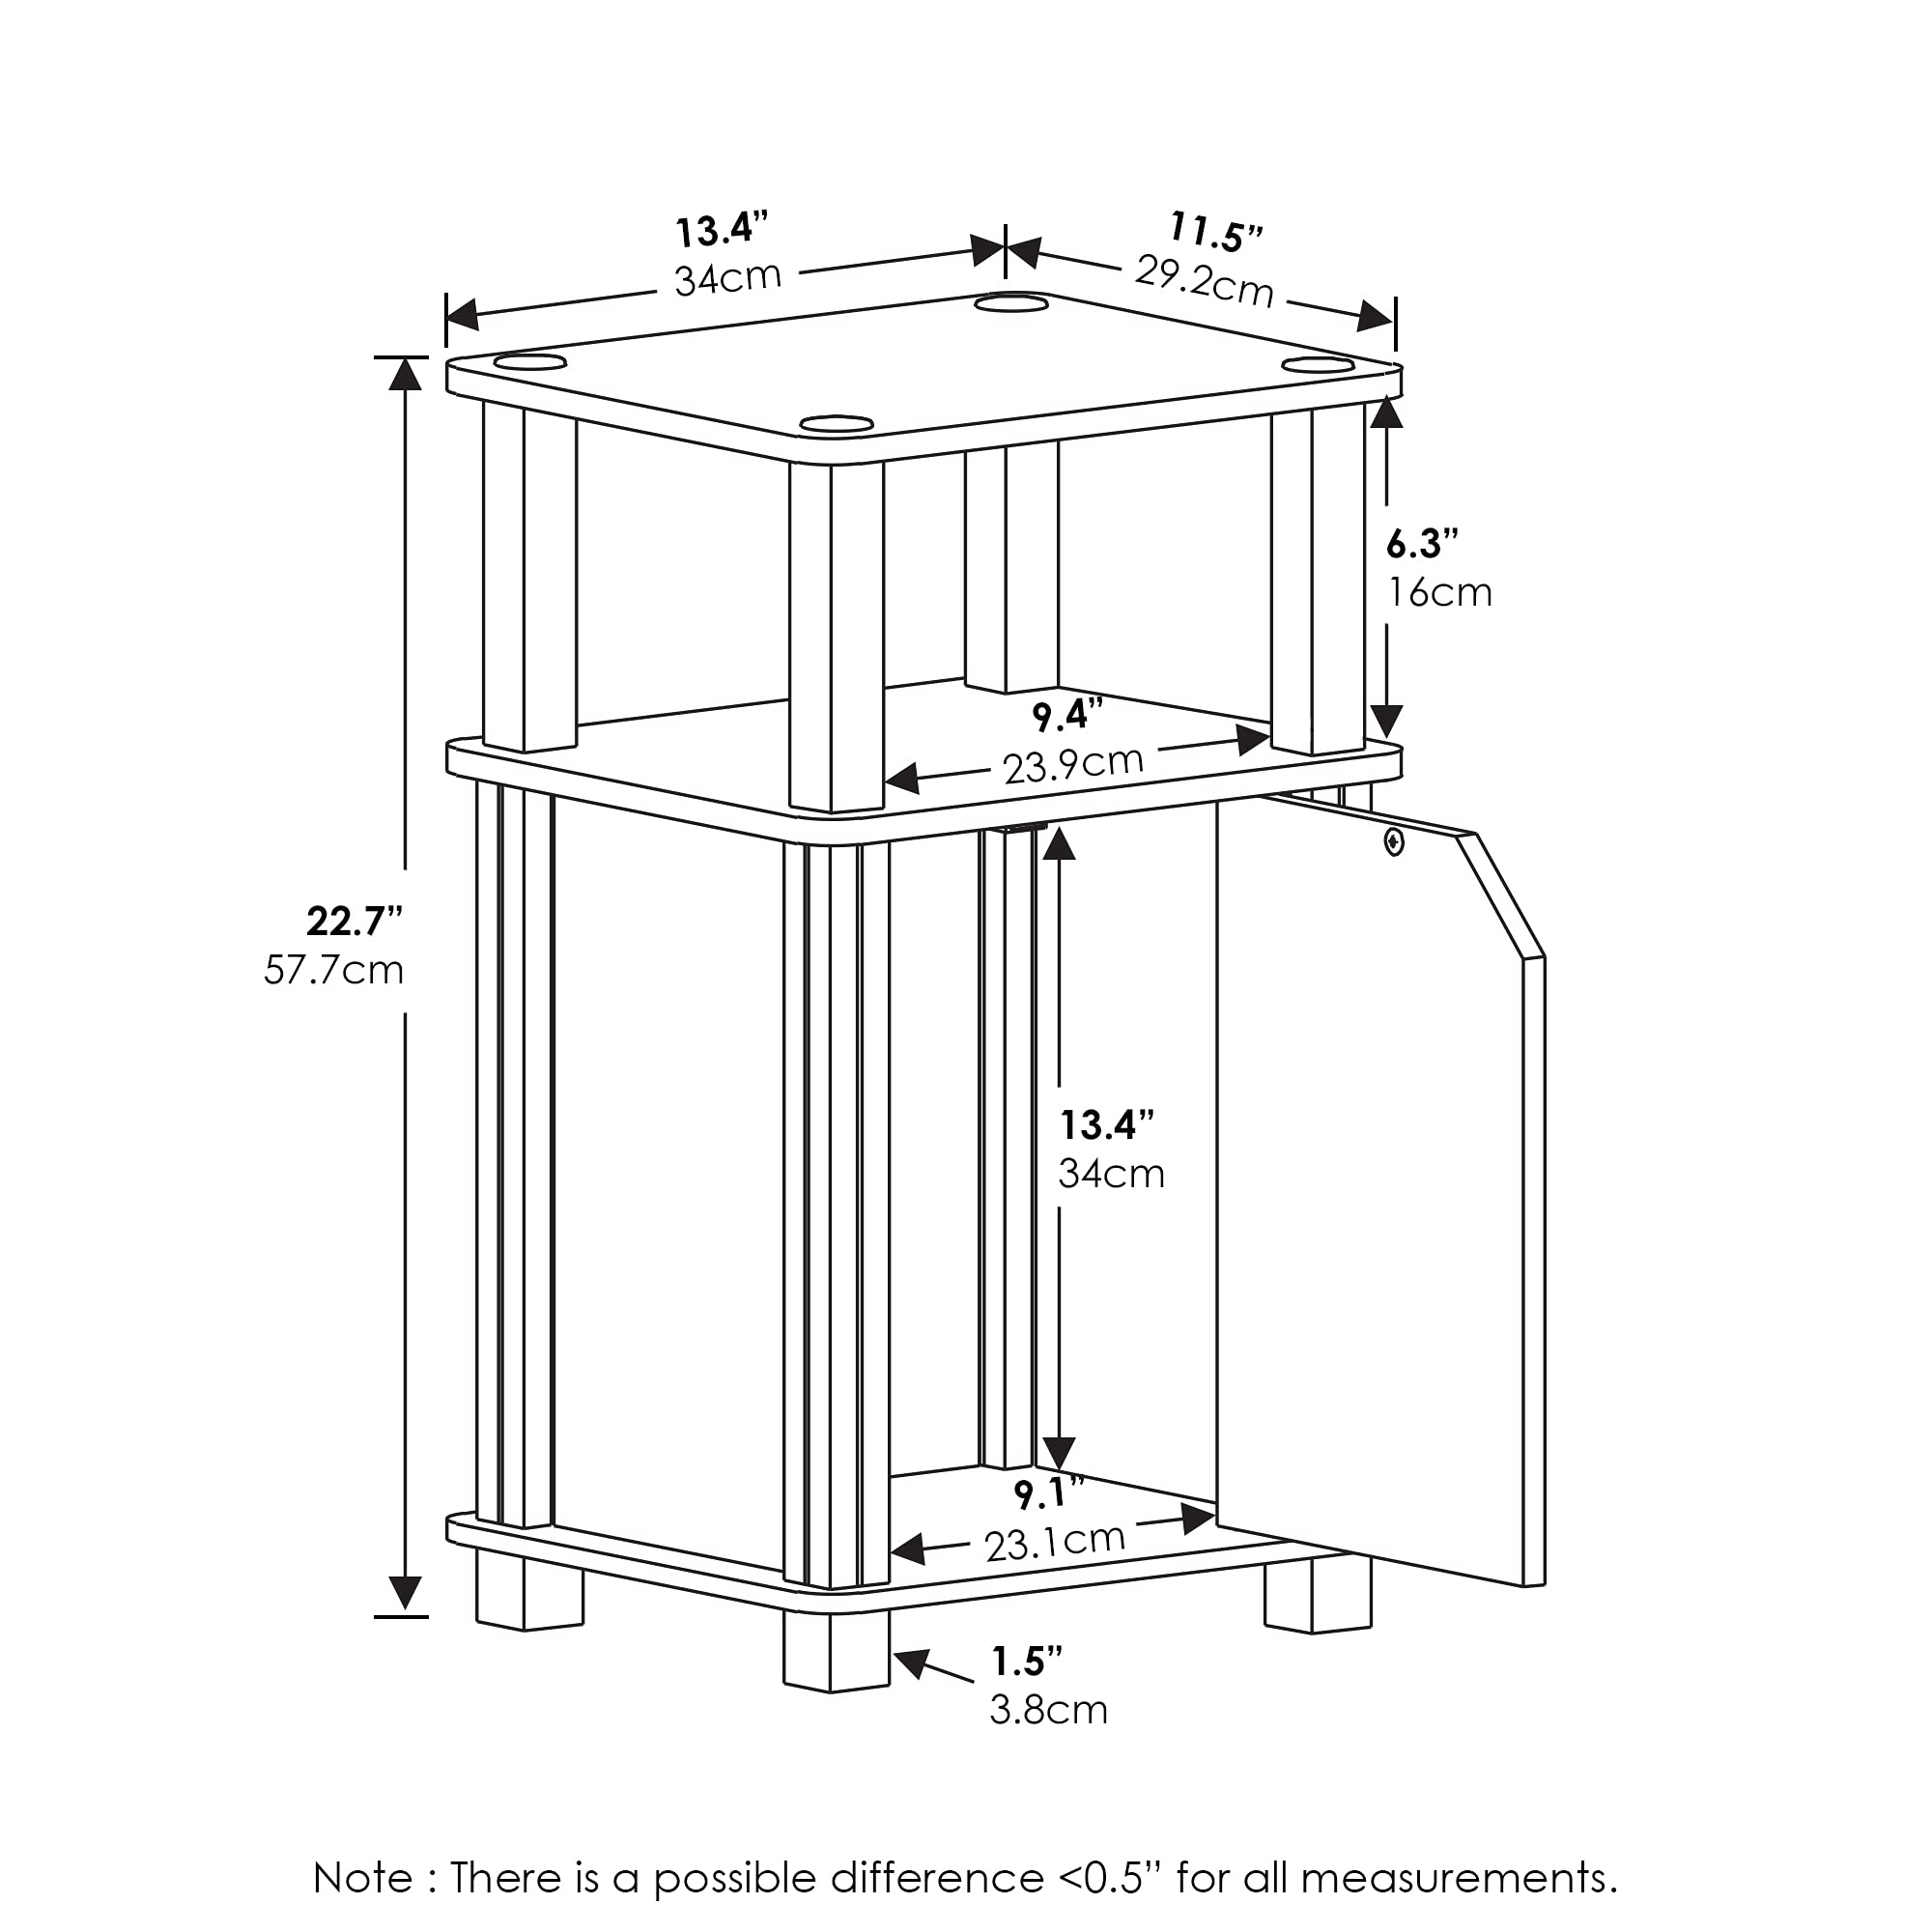 13.4”
34cm
11.5”
29.2cm
6.3”
16cm
9.4”
23.9cm
22.7”
57.7cm
13.4”
34cm
9.1”
23.1cm
1.5”
3.8cm
Note : There is a possible difference <0.5” for all measurements.